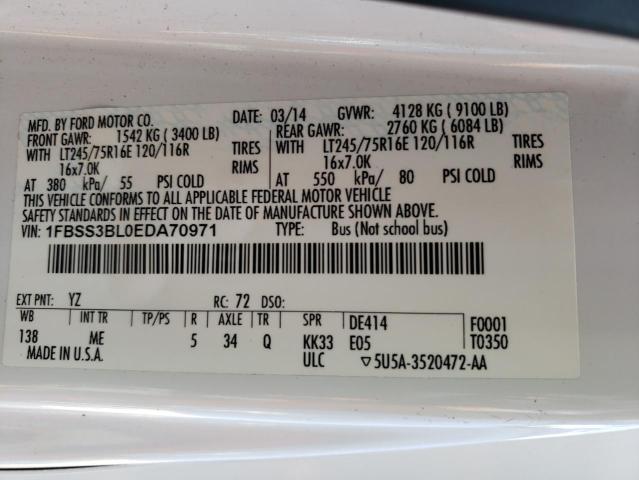 MFD. BY FORD MOTOR CO. DATE: 03/14 GVWR: 4128 KG ( 9100 LB)
FRONT GAWR: 1542 KG ( 3400 LB) REAR GAWR: 2760 KG ( 6084 LB)
WITH LT245/75R16E 120/116R TIRES WITH LT245/75R16E 120/116R TIRES
16x7.0K RIMS 16x7.0K RIMS
AT 380 kPa/ 55 PSI COLD AT 550 kPa/ 80 PSI COLD
THIS VEHICLE CONFORMS TO ALL APPLICABLE FEDERAL MOTOR VEHICLE
SAFETY STANDARDS IN EFFECT ON THE DATE OF MANUFACTURE SHOWN ABOVE.
VIN: 1FBSS3BL0EDA70971 TYPE: Bus (Not school bus)
EXT PNT: YZ RC: 72 DSO:
WB INT TR TP/PS R AXLE TR SPR DE414 F0001
138 ME 5 34 Q KK33 E05 T0350
MADE IN U.S.A. ULC ▽5U5A-3520472-AA